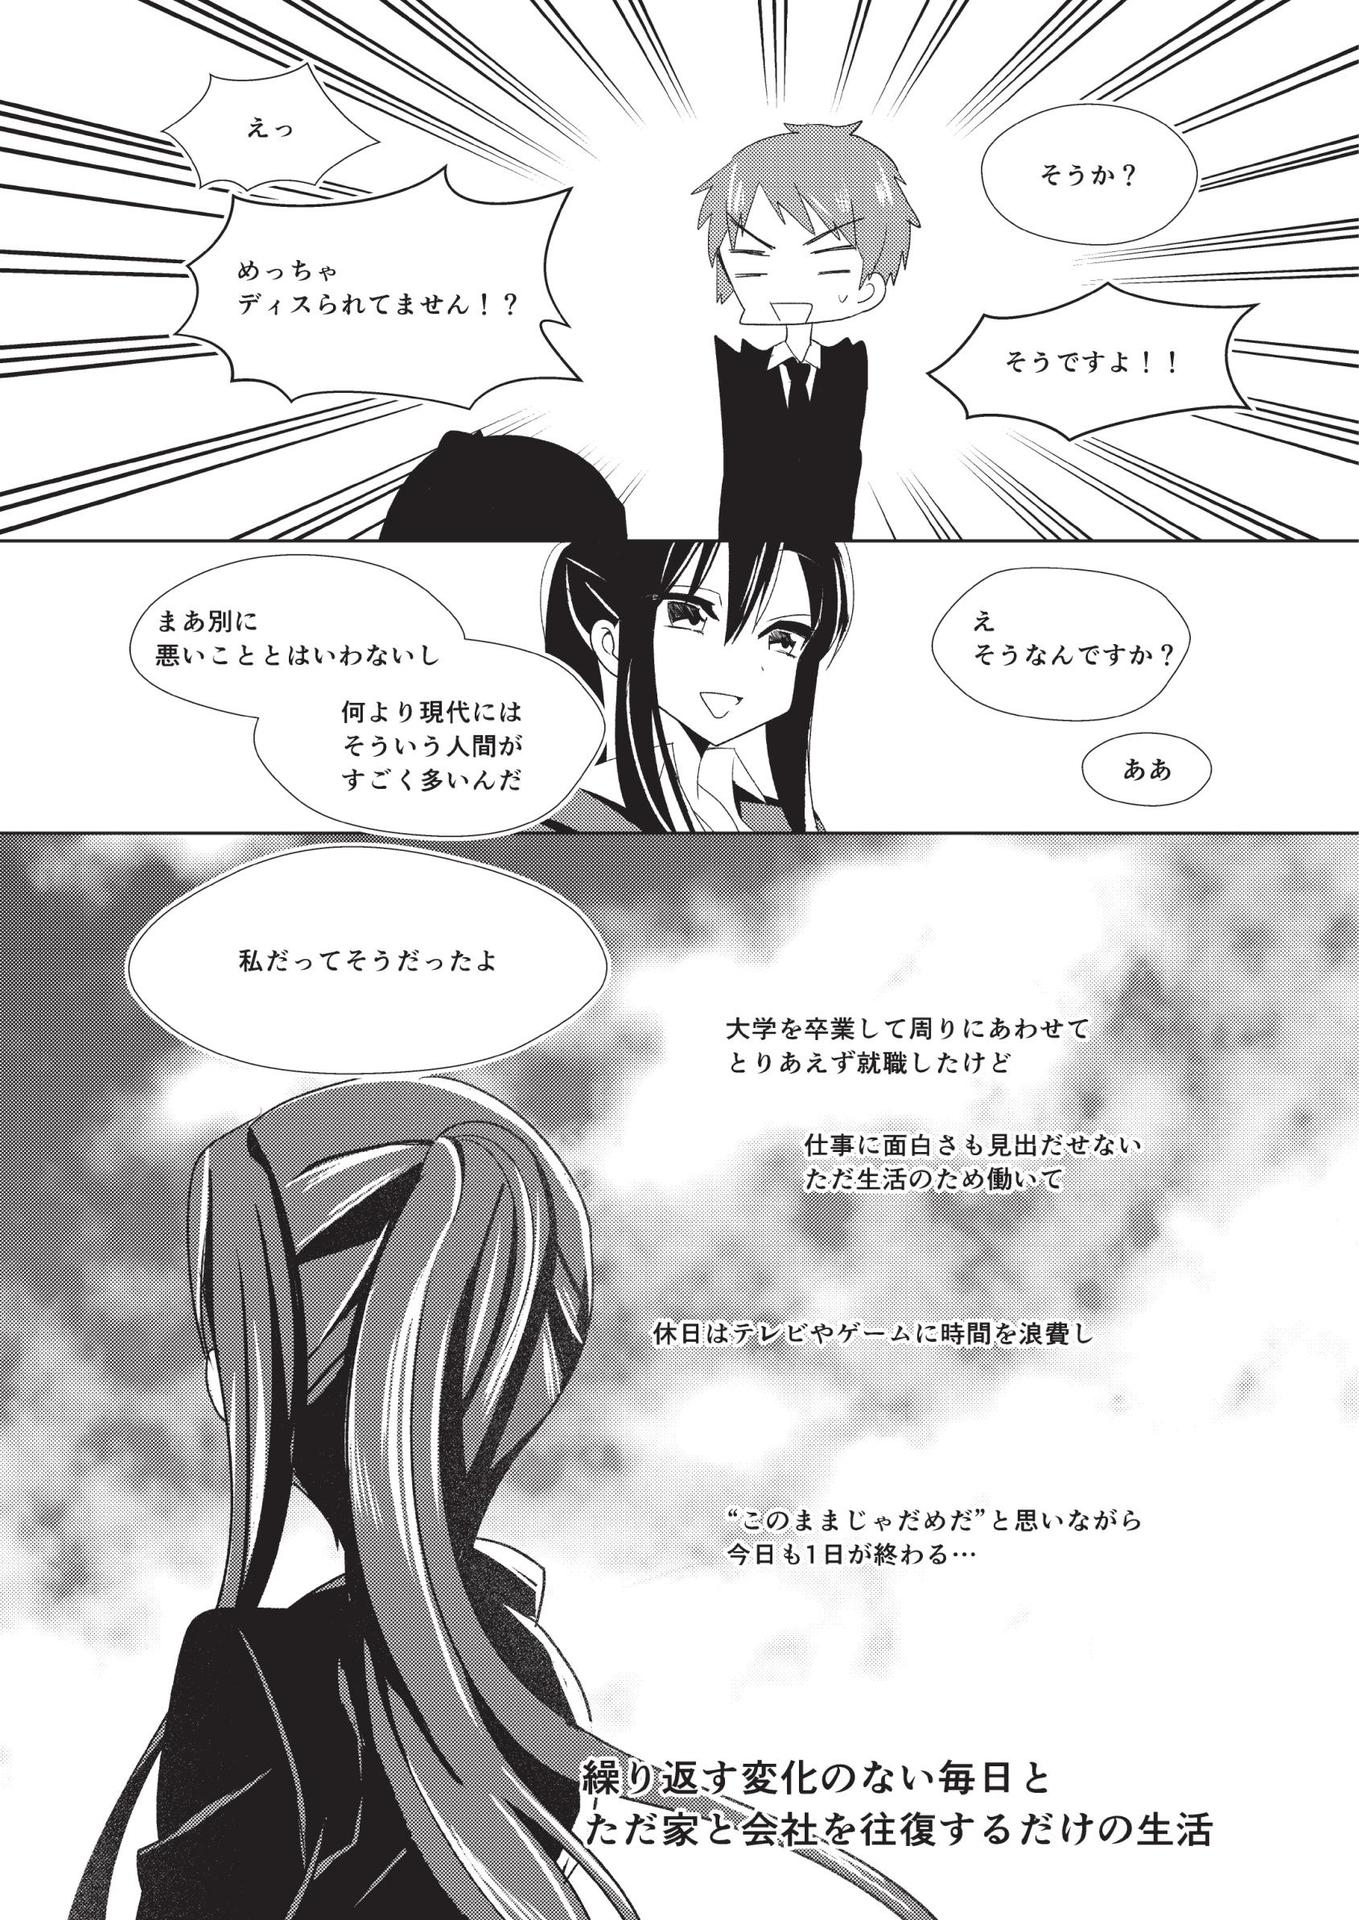 えっ
めっちゃ
ディスられてません！？
そうか？
そうですよ！！
まあ別に
悪いこととはいわないし
何より現代には
そういう人間が
すごく多いんだ
え
そうなんですか？
ああ
私だってそうだったよ
大学を卒業して周りにあわせて
とりあえず就職したけど
仕事に面白さも見出だせない
ただ生活のため働いて
休日はテレビやゲームに時間を浪費し
“このままじゃだめだ”と思いながら
今日も1日が終わる…
繰り返す変化のない毎日と
ただ家と会社を往復するだけの生活